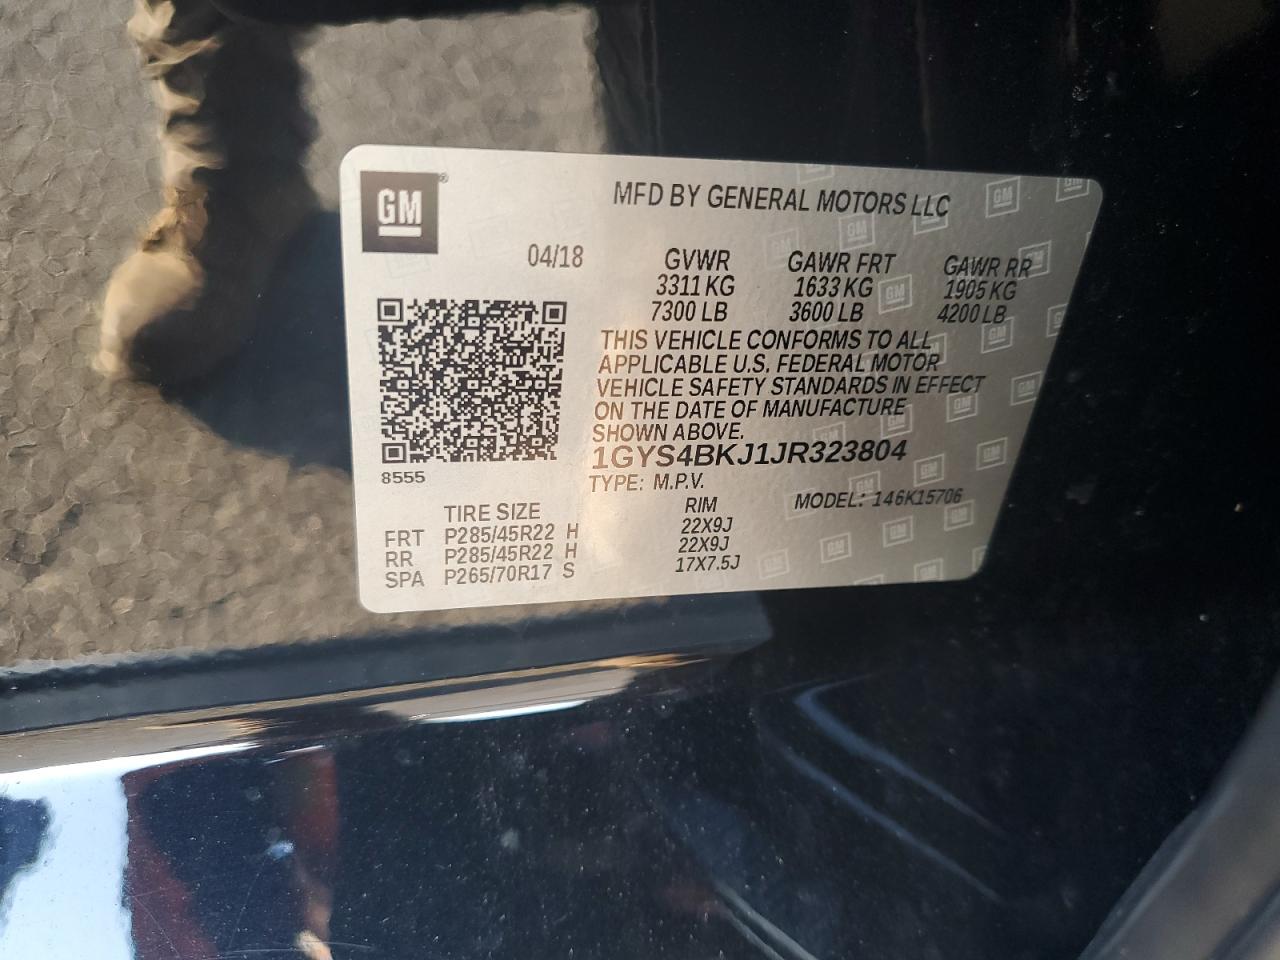 GM®
MFD BY GENERAL MOTORS LLC
04/18 GVWR GAWR FRT GAWR RR
3311 KG 1633 KG 1905 KG
7300 LB 3600 LB 4200 LB
THIS VEHICLE CONFORMS TO ALL
APPLICABLE U.S. FEDERAL MOTOR
VEHICLE SAFETY STANDARDS IN EFFECT
ON THE DATE OF MANUFACTURE
SHOWN ABOVE.
1GYS4BKJ1JR323804
8555
TYPE: M.P.V. MODEL: 146K15706
TIRE SIZE RIM
FRT P285/45R22 H 22X9J
RR P285/45R22 H 22X9J
SPA P265/70R17 S 17X7.5J